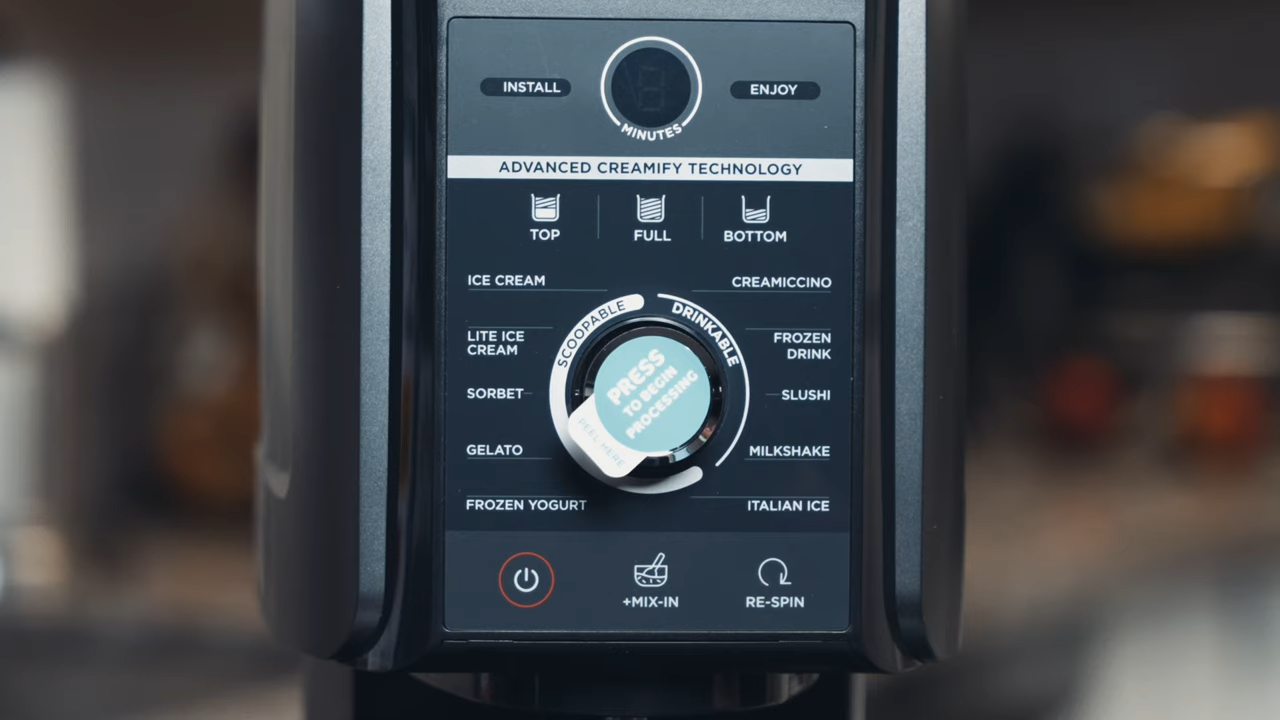 INSTALL
ENJOY
MINUTES
ADVANCED CREAMIFY TECHNOLOGY
TOP
FULL
BOTTOM
ICE CREAM
CREAMICCINO
SCOOPABLE
DRINKABLE
LITE ICE
CREAM
FROZEN
DRINK
PRESS
TO BEGIN
PROCESSING
PEEL HERE
SORBET
SLUSHI
GELATO
MILKSHAKE
FROZEN YOGURT
ITALIAN ICE
+MIX-IN
RE-SPIN